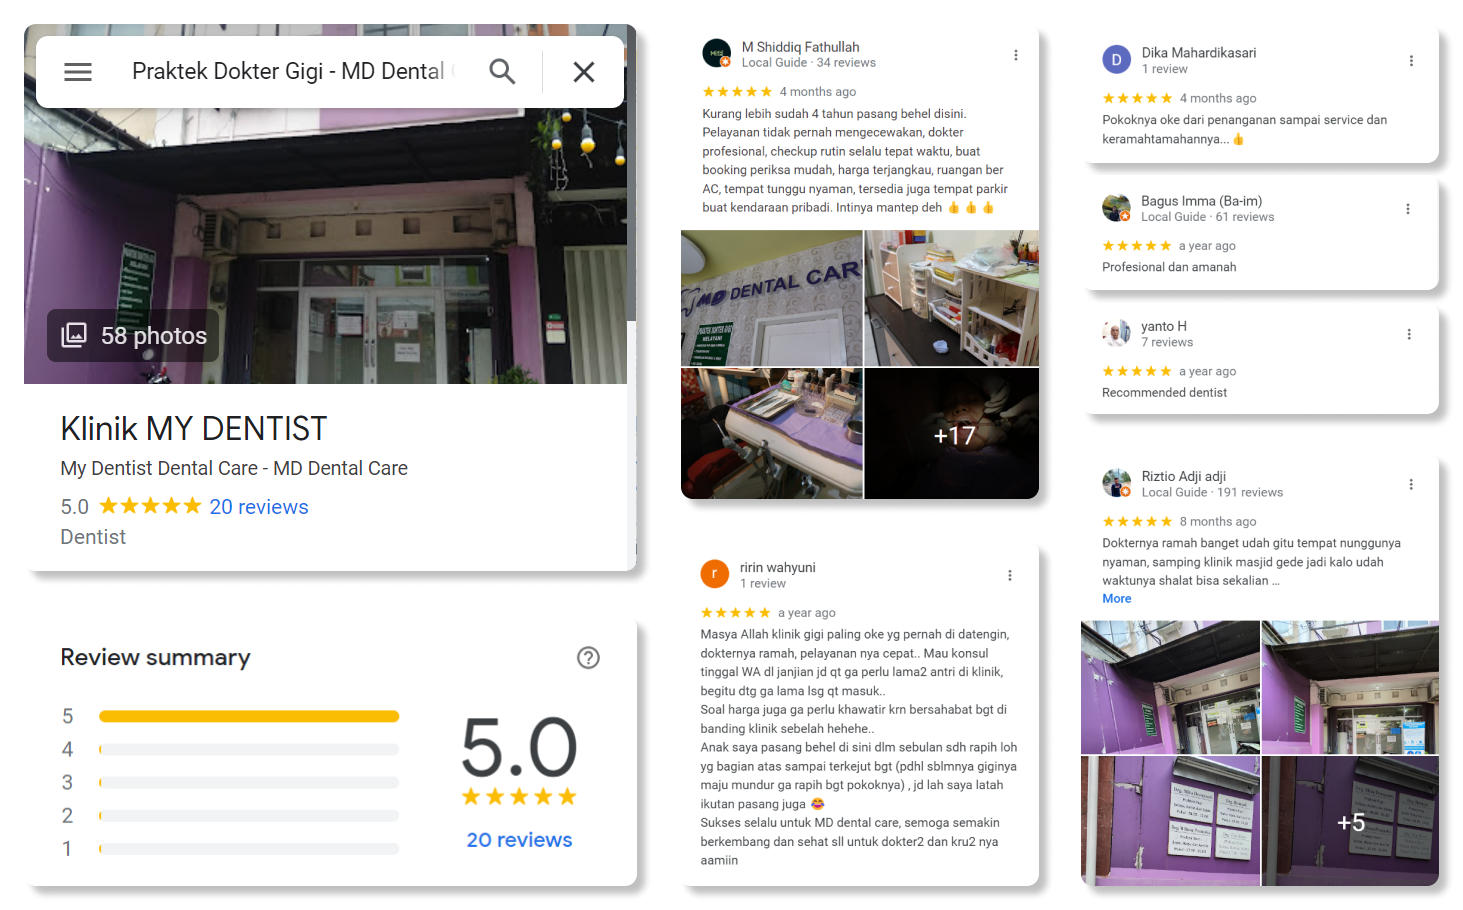 Praktek Dokter Gigi - MD Dental
58 photos
Klinik MY DENTIST
My Dentist Dental Care - MD Dental Care
5.0 ★★★★★ 20 reviews
Dentist
Review summary
5
4
3
2
1
5.0
20 reviews
M Shiddiq Fathullah
Local Guide · 34 reviews
★★★★★ 4 months ago
Kurang lebih sudah 4 tahun pasang behel disini.
Pelayanan tidak pernah mengecewakan, dokter
profesional, checkup rutin selalu tepat waktu, buat
booking periksa mudah, harga terjangkau, ruangan ber
AC, tempat tunggu nyaman, tersedia juga tempat parkir
buat kendaraan pribadi. Intinya mantep deh 👍 👍 👍
MD DENTAL CAR
PRAKTEK DOKTER GIGI
MELAYANI
+17
r
ririn wahyuni
1 review
★★★★★ a year ago
Masya Allah klinik gigi paling oke yg pernah di datengin,
dokternya ramah, pelayanan nya cepat.. Mau konsul
tinggal WA dl janjian jd qt ga perlu lama2 antri di klinik,
begitu dtg ga lama lsg qt masuk..
Soal harga juga ga perlu khawatir krn bersahabat bgt di
banding klinik sebelah hehehe..
Anak saya pasang behel di sini dlm sebulan sdh rapih loh
yg bagian atas sampai terkejut bgt (pdhl sblmnya giginya
maju mundur ga rapih bgt pokoknya) , jd lah saya latah
ikutan pasang juga 😂
Sukses selalu untuk MD dental care, semoga semakin
berkembang dan sehat sll untuk dokter2 dan kru2 nya
aamiin
D
Dika Mahardikasari
1 review
★★★★★ 4 months ago
Pokoknya oke dari penanganan sampai service dan
keramahtamahannya... 👍
Bagus Imma (Ba-im)
Local Guide · 61 reviews
★★★★★ a year ago
Profesional dan amanah
yanto H
7 reviews
★★★★★ a year ago
Recommended dentist
Riztio Adji adji
Local Guide · 191 reviews
★★★★★ 8 months ago
Dokternya ramah banget udah gitu tempat nunggunya
nyaman, samping klinik masjid gede jadi kalo udah
waktunya shalat bisa sekalian ...
More
+5